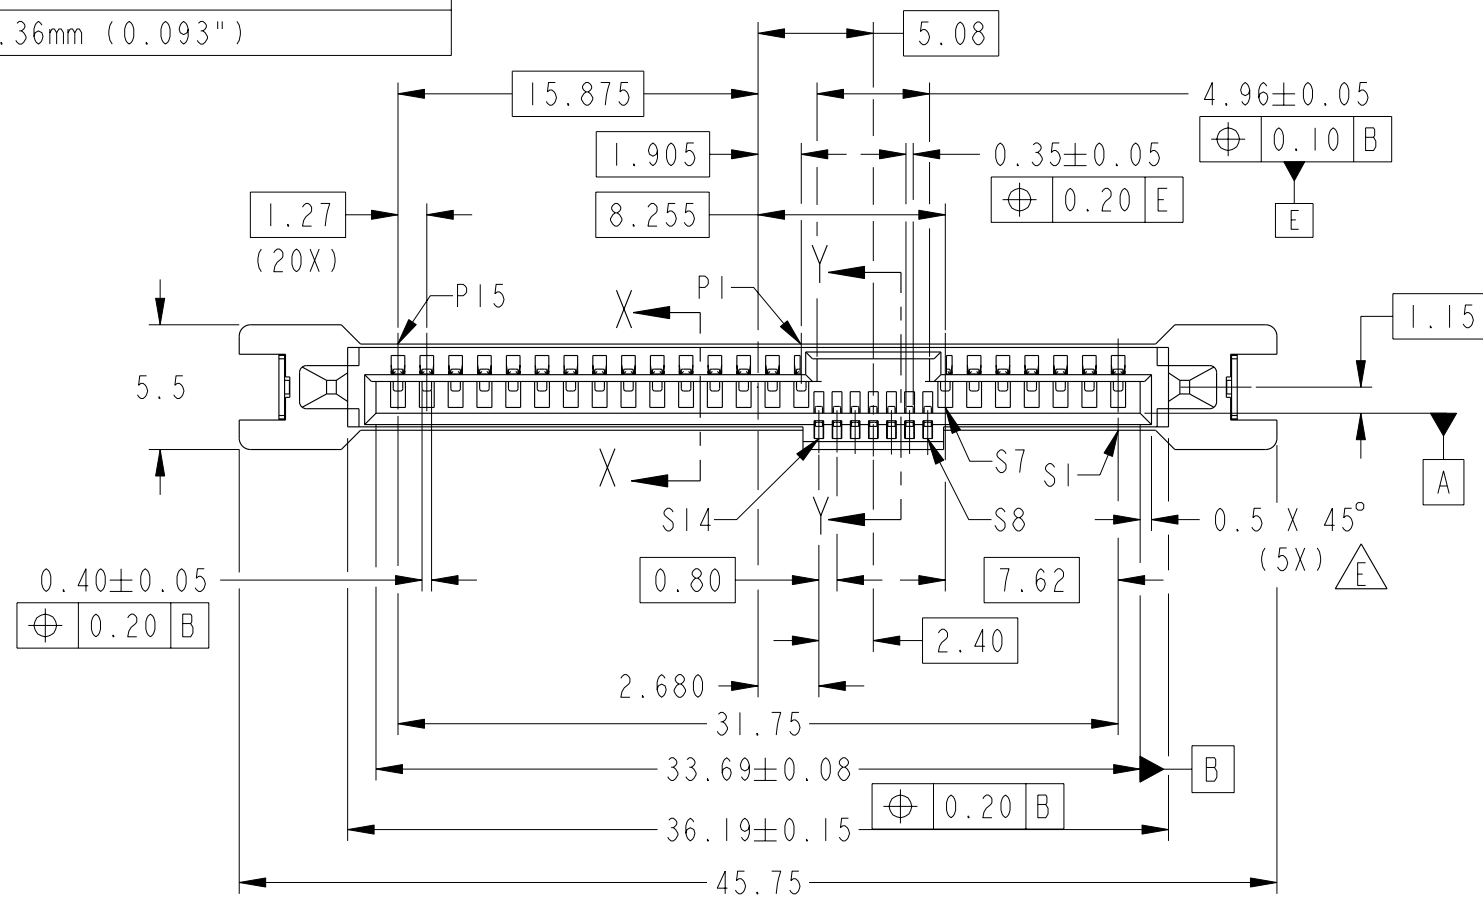 .36mm (0.093")
5.08
15.875
4.96±0.05
⌖ 0.10 B
1.905
0.35±0.05
⌖ 0.20 E
E
1.27
(20X)
8.255
Y
P15
P1
X
1.15
5.5
S7
S1
A
X
S14
Y
S8
0.5 X 45°
(5X)
E
0.40±0.05
⌖ 0.20 B
0.80
7.62
2.40
2.680
31.75
33.69±0.08
B
⌖ 0.20 B
36.19±0.15
45.75